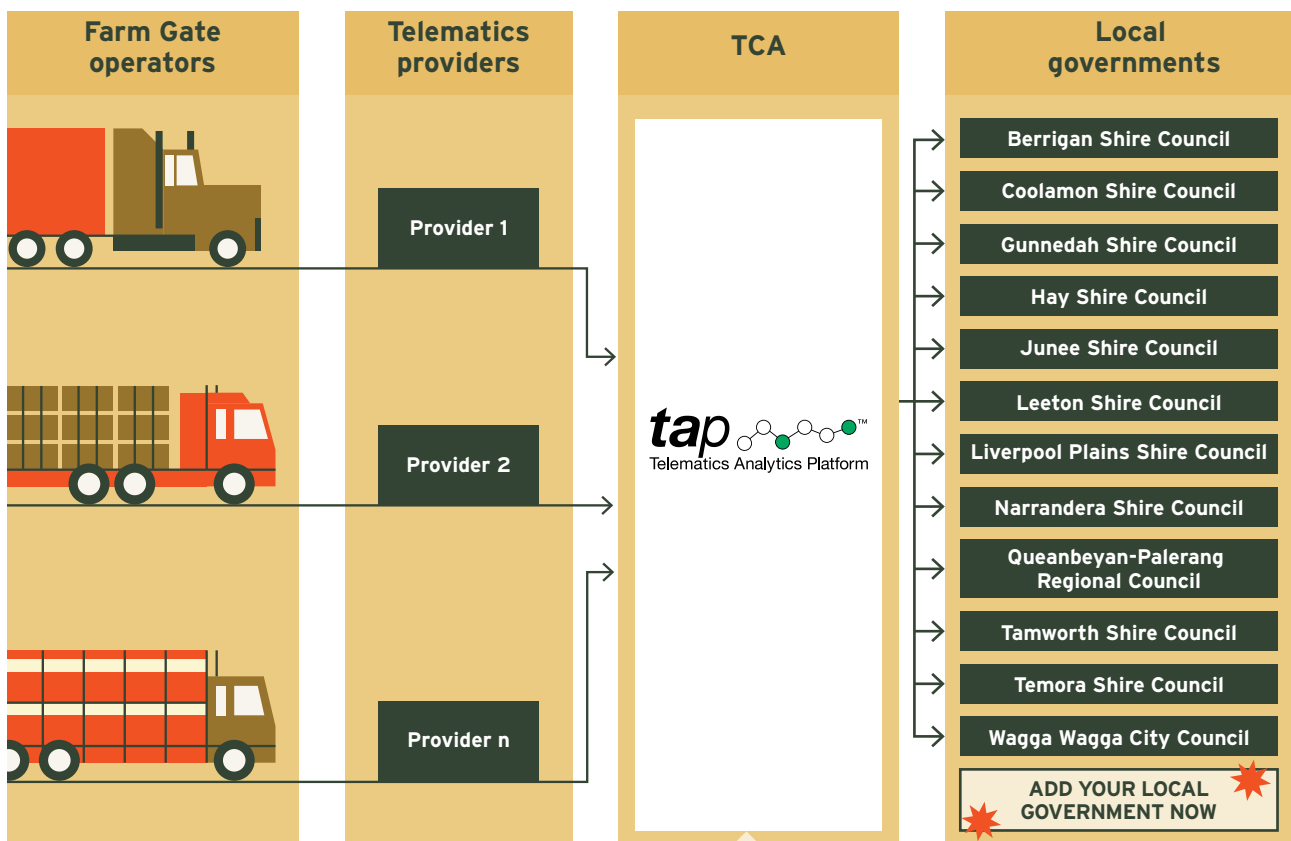 Farm Gate
operators
Telematics
providers
TCA
Local
governments
Provider 1
Provider 2
Provider n
tap™
Telematics Analytics Platform
Berrigan Shire Council
Coolamon Shire Council
Gunnedah Shire Council
Hay Shire Council
Junee Shire Council
Leeton Shire Council
Liverpool Plains Shire Council
Narrandera Shire Council
Queanbeyan-Palerang
Regional Council
Tamworth Shire Council
Temora Shire Council
Wagga Wagga City Council
ADD YOUR LOCAL
GOVERNMENT NOW